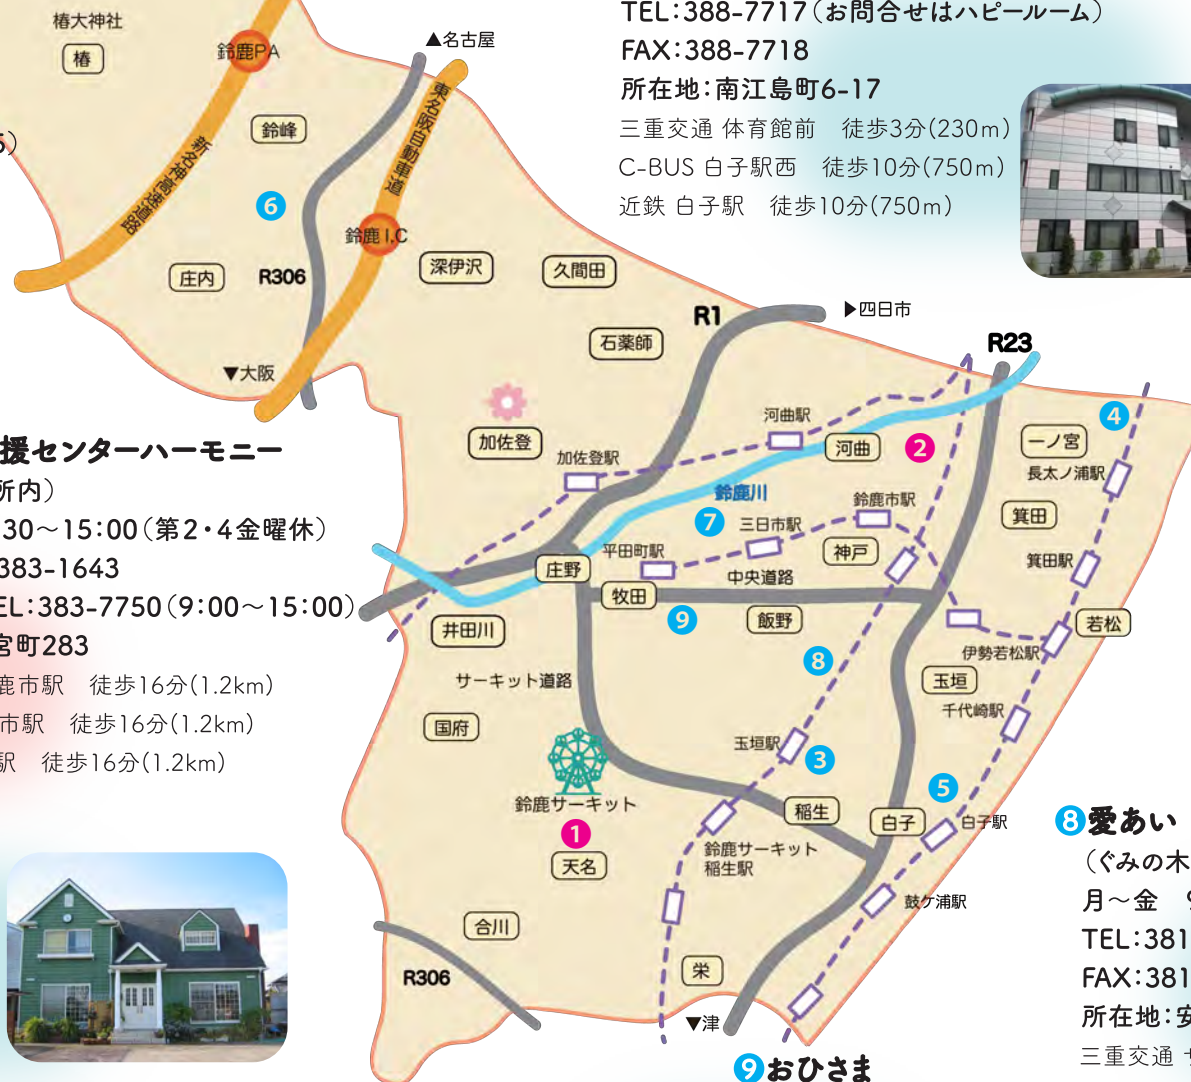 TEL：388-7717（お問合せはハピールーム）
FAX：388-7718
所在地：南江島町6-17
三重交通 体育館前　徒歩3分(230m)
C-BUS 白子駅西　徒歩10分(750m)
近鉄 白子駅　徒歩10分(750m)
椿大神社
椿
鈴鹿PA
▲名古屋
5）
鈴峰
東名阪自動車道
新名神高速道路
6
鈴鹿I.C
庄内
R306
深伊沢
久間田
▼大阪
石薬師
R1
▶四日市
R23
加佐登
加佐登駅
河曲駅
河曲
2
4
一ノ宮
長太ノ浦駅
鈴鹿川
7
三日市駅
鈴鹿市駅
箕田
平田町駅
神戸
箕田駅
庄野
中央道路
牧田
9
飯野
若松
井田川
8
伊勢若松駅
サーキット道路
玉垣
千代崎駅
国府
玉垣駅
3
5
鈴鹿サーキット
稲生
白子
白子駅
1
天名
鈴鹿サーキット
稲生駅
鼓ケ浦駅
合川
R306
栄
▼津
援センターハーモニー
所内）
30～15:00（第2・4金曜休）
383-1643
EL：383-7750（9:00～15:00）
宮町283
鹿市駅　徒歩16分(1.2km)
市駅　徒歩16分(1.2km)
駅　徒歩16分(1.2km)
8愛あい
（ぐみの木
月～金　9
TEL：381
FAX：381
所在地：安
三重交通 サ
9おひさま